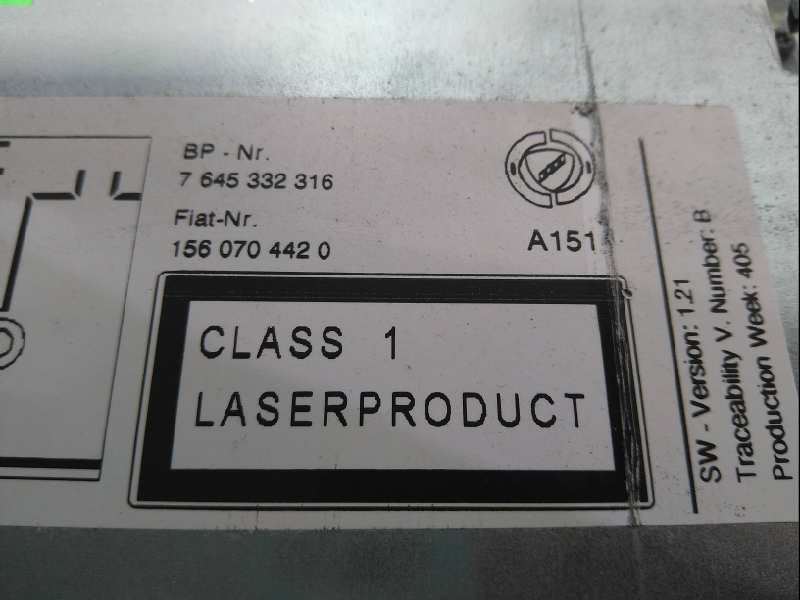 BP - Nr.
7 645 332 316
Fiat-Nr.
156 070 442 0
A151
CLASS 1
LASERPRODUCT
SW - Version: 1.21
Traceability V. Number: B
Production Week: 405